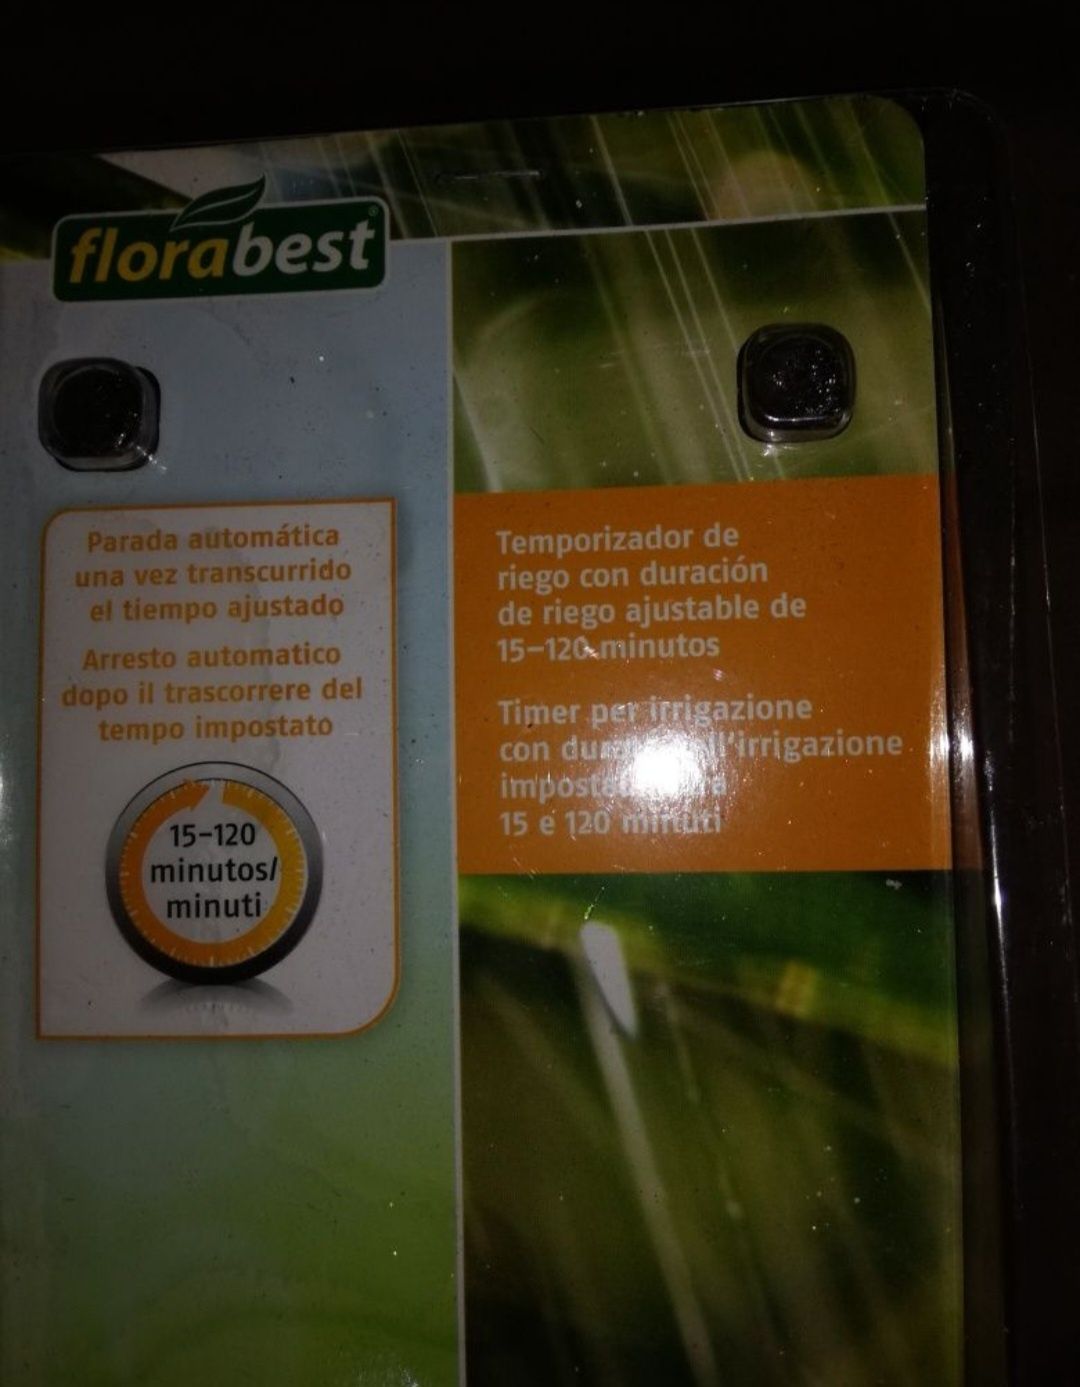 florabest®
Parada automática
una vez transcurrido
el tiempo ajustado
Arresto automatico
dopo il trascorrere del
tempo impostato
15–120
minutos/
minuti
Temporizador de
riego con duración
de riego ajustable de
15–120 minutos
Timer per irrigazione
con dell'irrigazione
15 e 120 minuti